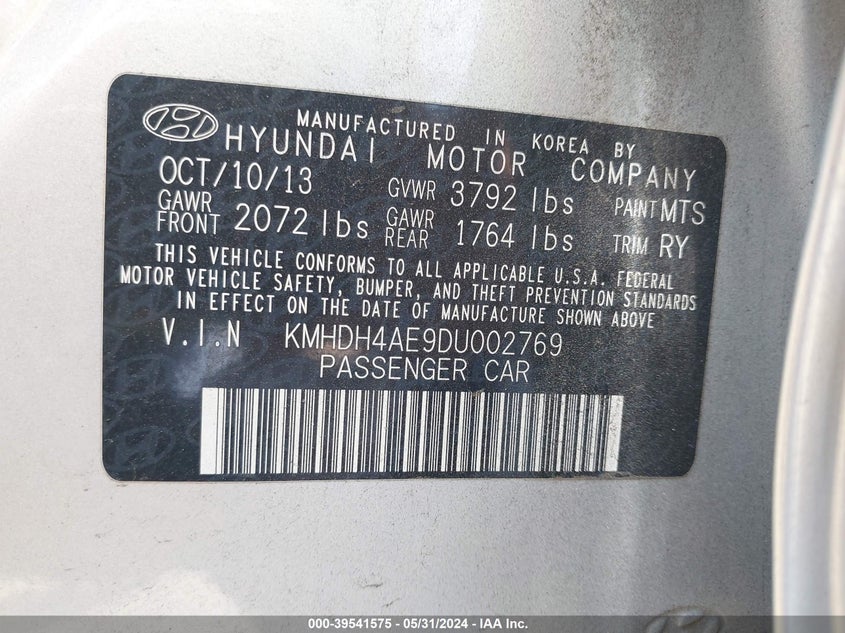 MANUFACTURED IN KOREA BY
HYUNDAI MOTOR COMPANY
OCT/10/13 GVWR 3792 lbs PAINT MTS
GAWR FRONT 2072 lbs GAWR REAR 1764 lbs TRIM RY
THIS VEHICLE CONFORMS TO ALL APPLICABLE U.S.A. FEDERAL
MOTOR VEHICLE SAFETY, BUMPER, AND THEFT PREVENTION STANDARDS
IN EFFECT ON THE DATE OF MANUFACTURE SHOWN ABOVE
V.I.N KMHDH4AE9DU002769
PASSENGER CAR
000-39541575 - 05/31/2024 - IAA Inc.